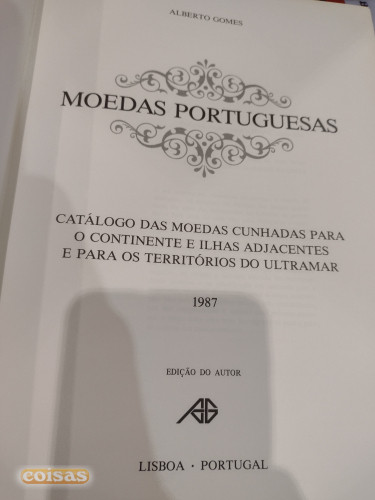 ALBERTO GOMES
MOEDAS PORTUGUESAS
CATÁLOGO DAS MOEDAS CUNHADAS PARA
O CONTINENTE E ILHAS ADJACENTES
E PARA OS TERRITÓRIOS DO ULTRAMAR
1987
EDIÇÃO DO AUTOR
AG
LISBOA · PORTUGAL
coisas